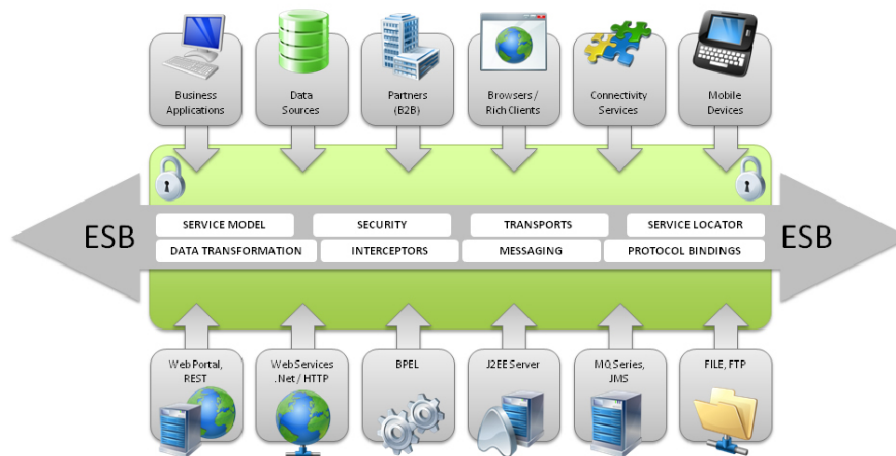 Business
Applications
Data
Sources
Partners
(B2B)
Browsers /
Rich Clients
Connectivity
Services
Mobile
Devices
ESB
SERVICE MODEL
SECURITY
TRANSPORTS
SERVICE LOCATOR
DATA TRANSFORMATION
INTERCEPTORS
MESSAGING
PROTOCOL BINDINGS
ESB
Web Portal,
REST
Web Services
.Net / HTTP
BPEL
J2EE Server
MQ Series,
JMS
FILE, FTP